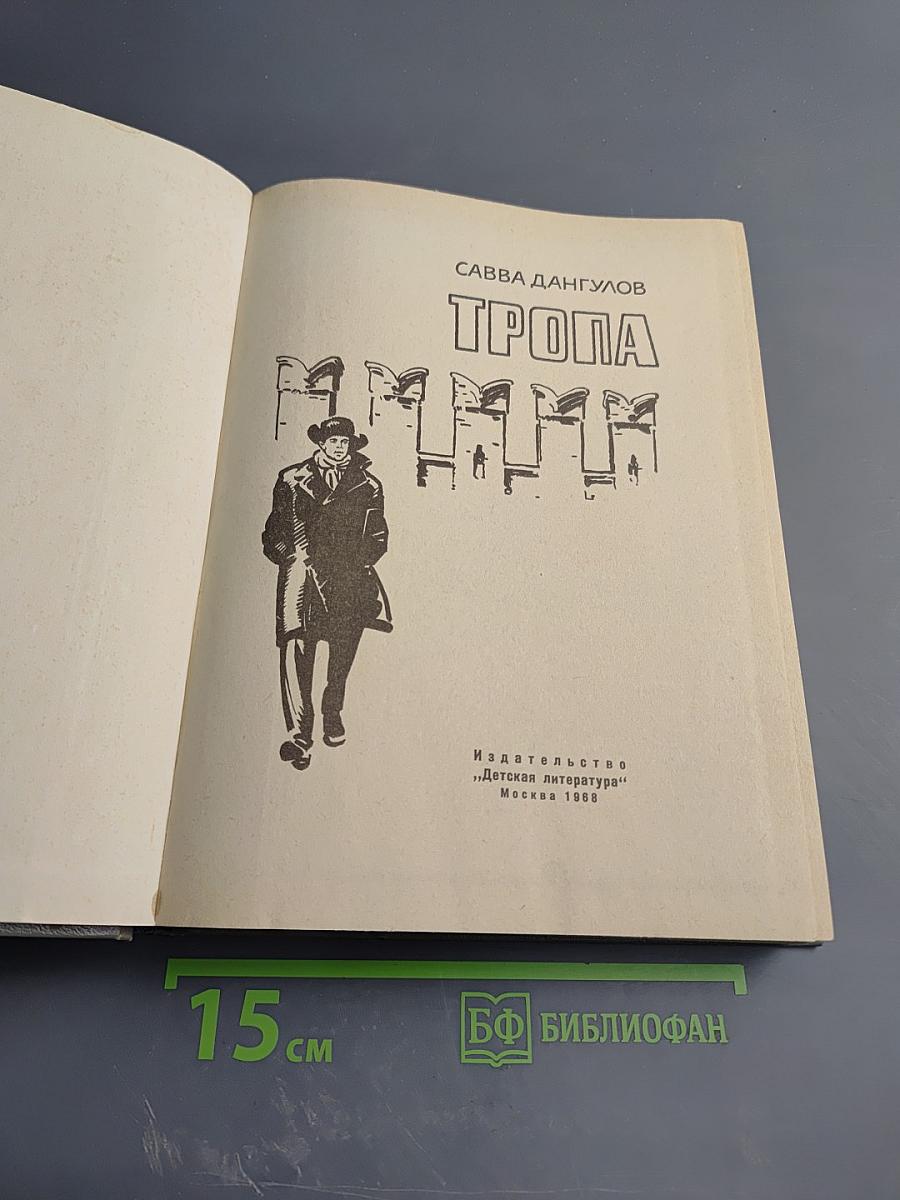 САВВА ДАНГУЛОВ
ТРОПА
Издательство
„Детская литература“
Москва 1968
15 см
БФ БИБЛИОФАН